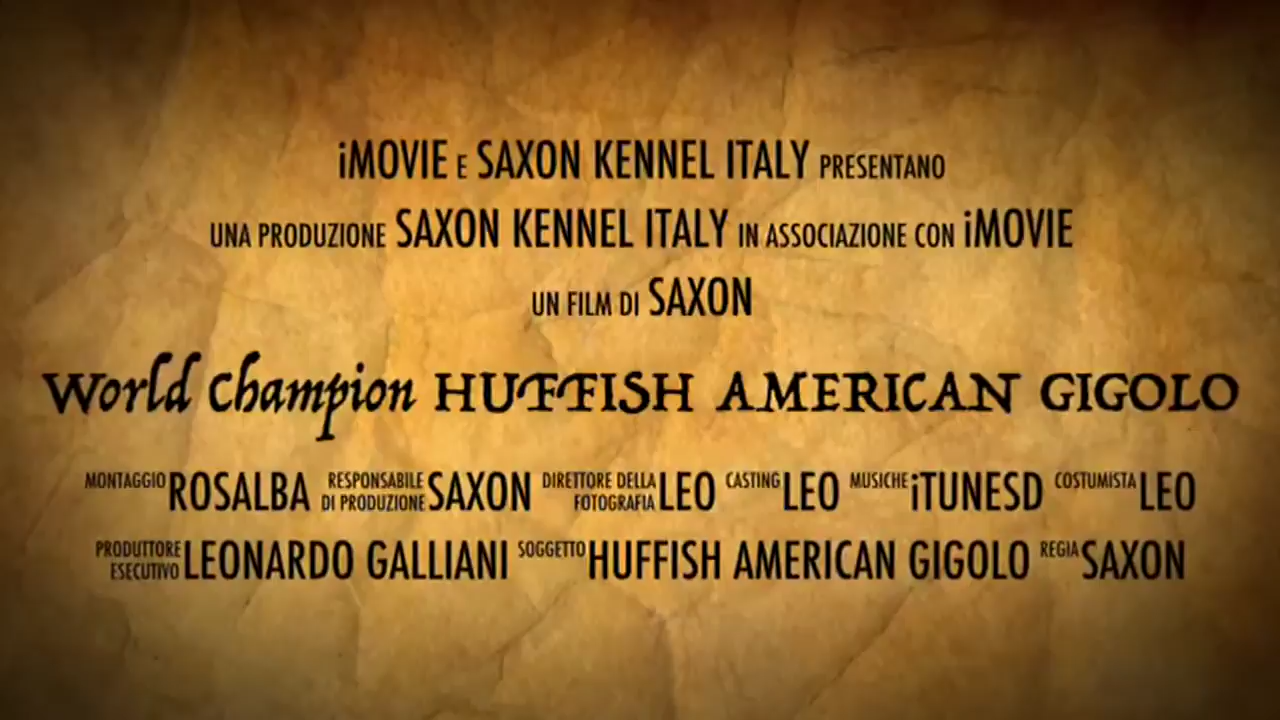 iMOVIE E SAXON KENNEL ITALY PRESENTANO
UNA PRODUZIONE SAXON KENNEL ITALY IN ASSOCIAZIONE CON iMOVIE
UN FILM DI SAXON
World Champion HUFFISH AMERICAN GIGOLO
MONTAGGIO ROSALBA RESPONSABILE DI PRODUZIONE SAXON DIRETTORE DELLA FOTOGRAFIA LEO CASTING LEO MUSICHE iTUNESD COSTUMISTA LEO
PRODUTTORE ESECUTIVO LEONARDO GALLIANI SOGGETTO HUFFISH AMERICAN GIGOLO REGIA SAXON